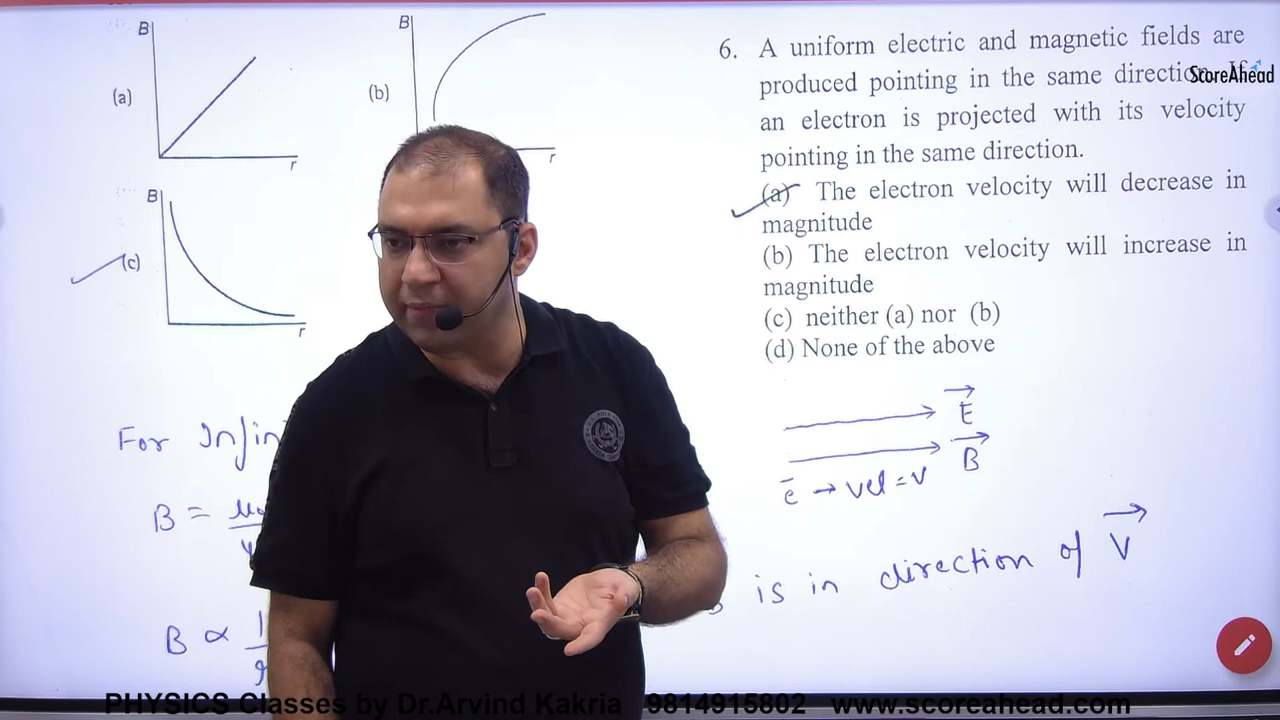 B
(a)
r
B
(b)
r
B
(c)
r
For Infin
B =
B ∝ 1
6. A uniform electric and magnetic fields are
produced pointing in the same direction. If
an electron is projected with its velocity
pointing in the same direction.
(a) The electron velocity will decrease in
magnitude
(b) The electron velocity will increase in
magnitude
(c) neither (a) nor (b)
(d) None of the above
E
B
e → vel = v
is in direction of V
ScoreAhead
PHYSICS Classes by Dr.Arvind Kakria 9814915802 www.scoreahead.com